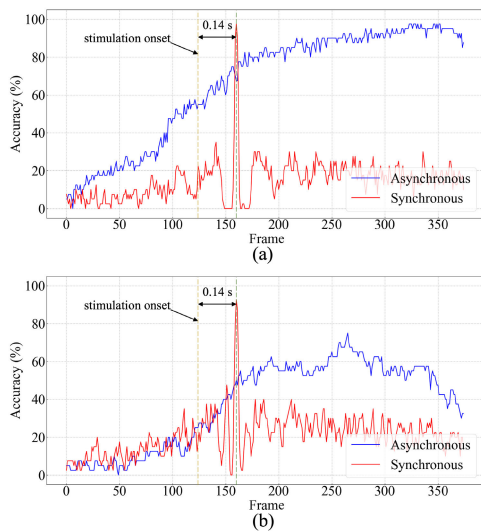 100
0.14 s
stimulation onset
80
60
40
20
0
Accuracy (%)
Asynchronous
Synchronous
0 50 100 150 200 250 300 350
Frame
(a)
100
0.14 s
stimulation onset
80
60
40
20
0
Accuracy (%)
Asynchronous
Synchronous
0 50 100 150 200 250 300 350
Frame
(b)